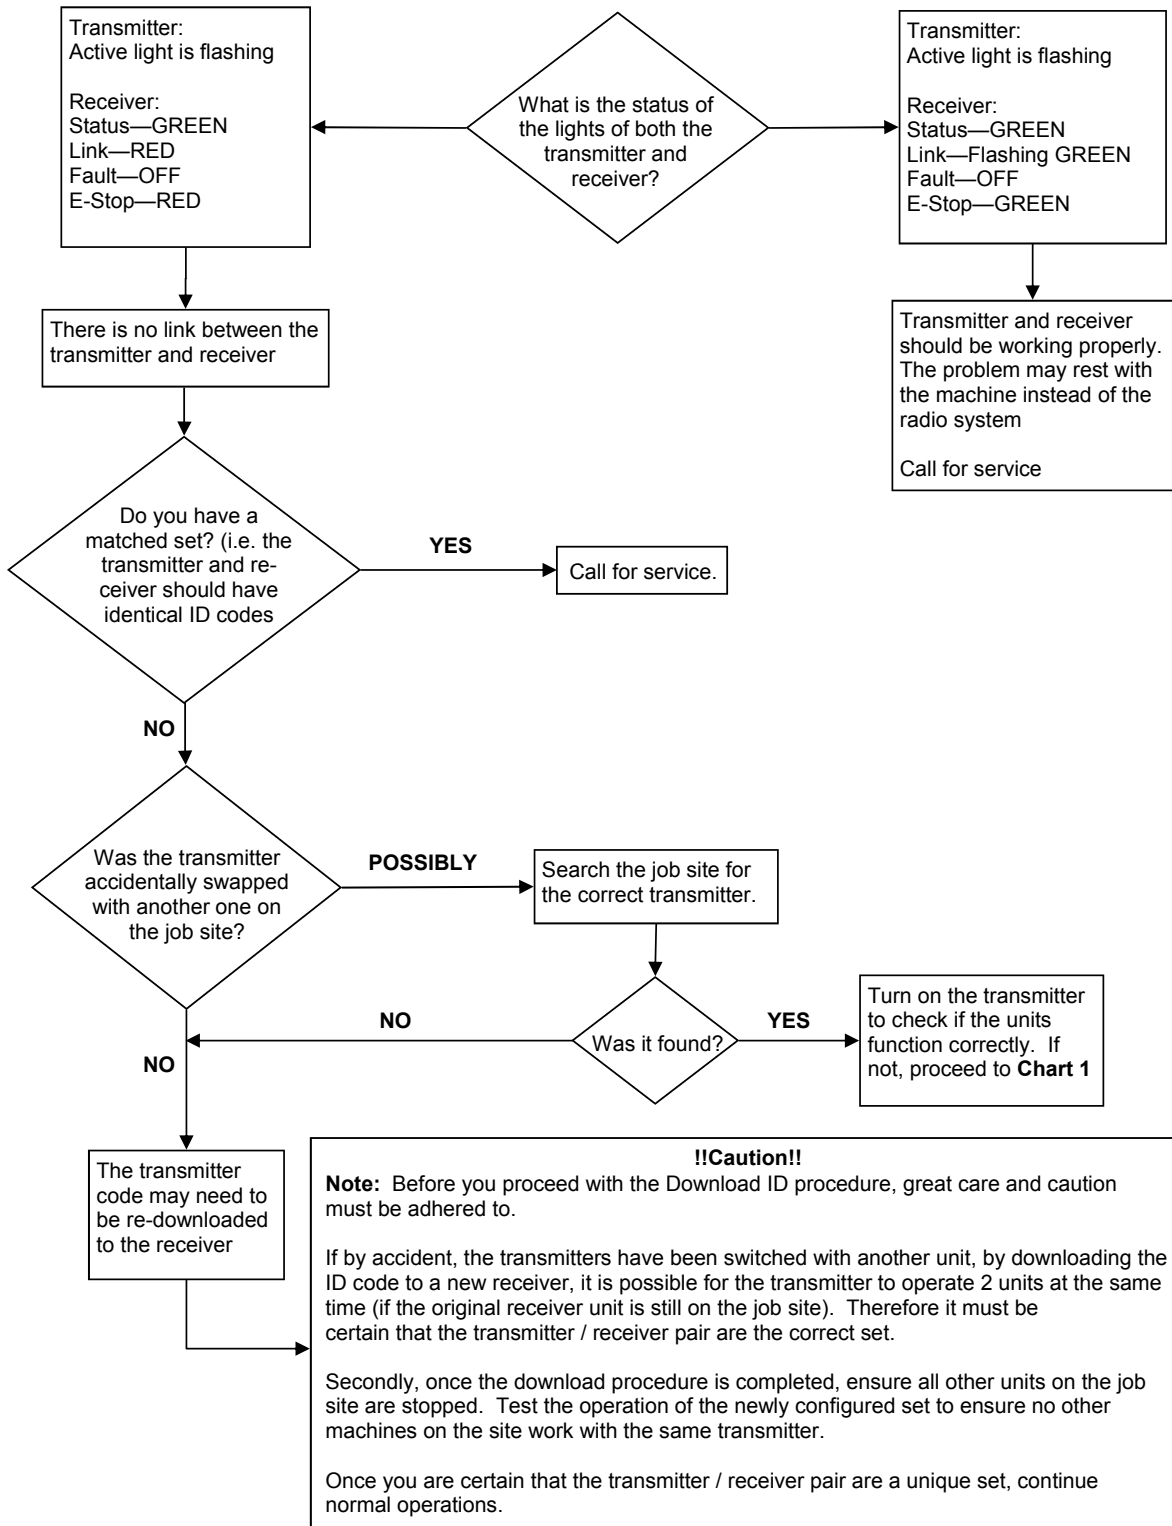 Transmitter:
Active light is flashing
Receiver:
Status—GREEN
Link—RED
Fault—OFF
E-Stop—RED
What is the status of
the lights of both the
transmitter and
receiver?
Transmitter:
Active light is flashing
Receiver:
Status—GREEN
Link—Flashing GREEN
Fault—OFF
E-Stop—GREEN
There is no link between the
transmitter and receiver
Transmitter and receiver
should be working properly.
The problem may rest with
the machine instead of the
radio system
Call for service
Do you have a
matched set? (i.e. the
transmitter and re-
ceiver should have
identical ID codes
YES
Call for service.
NO
Was the transmitter
accidentally swapped
with another one on
the job site?
POSSIBLY
Search the job site for
the correct transmitter.
Was it found?
NO
YES
Turn on the transmitter
to check if the units
function correctly.  If
not, proceed to Chart 1
NO
The transmitter
code may need to
be re-downloaded
to the receiver
!!Caution!!
Note:  Before you proceed with the Download ID procedure, great care and caution
must be adhered to.
If by accident, the transmitters have been switched with another unit, by downloading the
ID code to a new receiver, it is possible for the transmitter to operate 2 units at the same
time (if the original receiver unit is still on the job site).  Therefore it must be
certain that the transmitter / receiver pair are the correct set.
Secondly, once the download procedure is completed, ensure all other units on the job
site are stopped.  Test the operation of the newly configured set to ensure no other
machines on the site work with the same transmitter.
Once you are certain that the transmitter / receiver pair are a unique set, continue
normal operations.